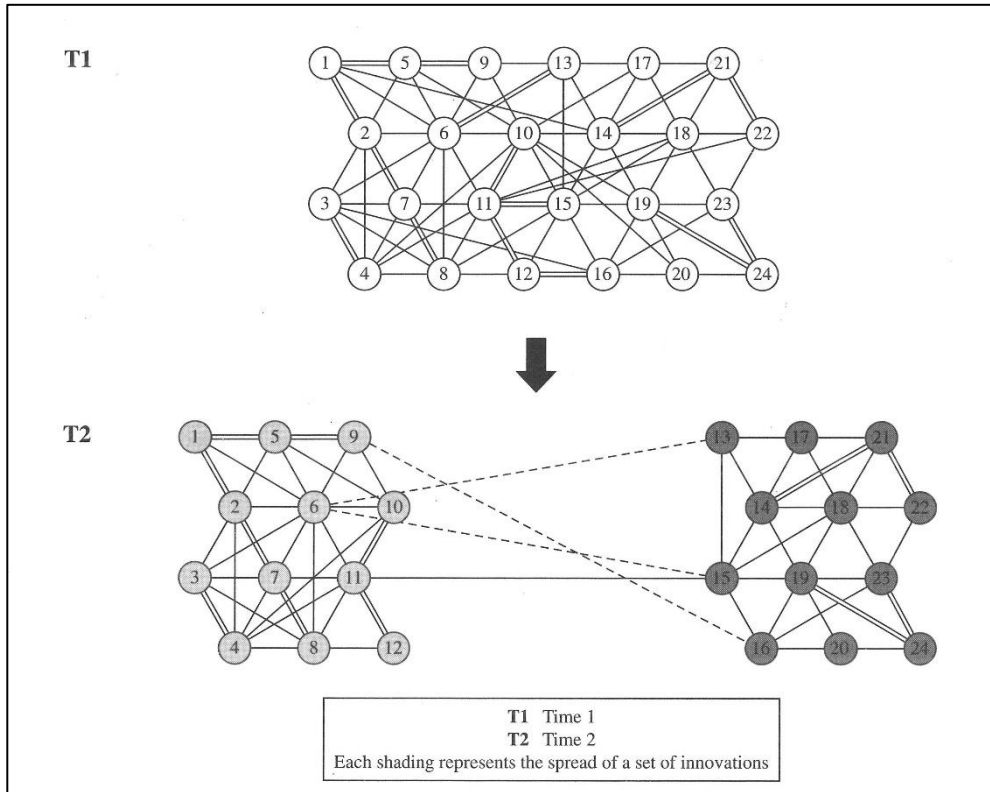 T1
1 5 9 13 17 21
2 6 10 14 18 22
3 7 11 15 19 23
4 8 12 16 20 24
T2
1 5 9 13 17 21
2 6 10 14 18 22
3 7 11 15 19 23
4 8 12 16 20 24
T1 Time 1
T2 Time 2
Each shading represents the spread of a set of innovations